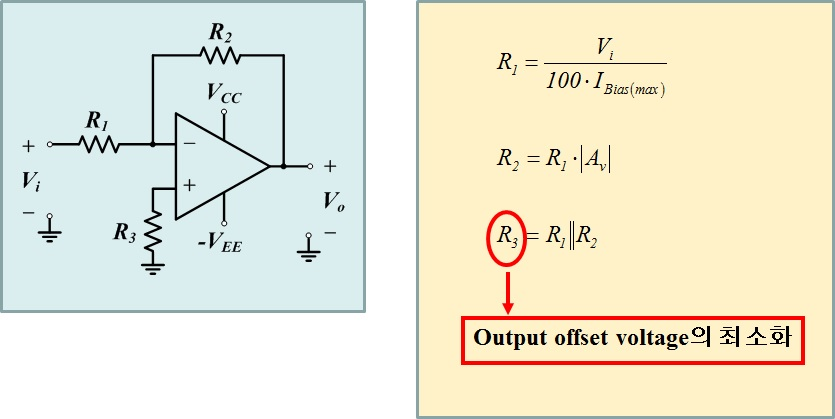 R2
VCC
R1
+
−
+
Vi
+
Vo
−
−
R3
-VEE
R1 = Vi / 100 · IBias(max)
R2 = R1 · |Av|
R3 = R1 || R2
Output offset voltage의 최소화